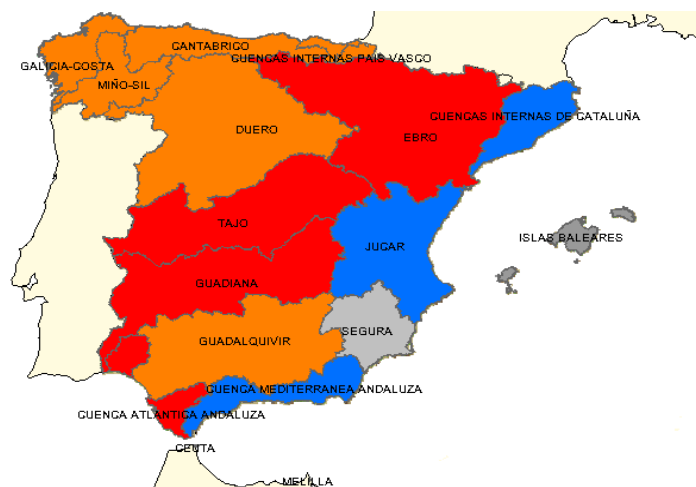 CANTABRICO
CUENCAS INTERNAS PAIS VASCO
GALICIA-COSTA
MIÑO-SIL
CUENCAS INTERNAS DE CATALUÑA
DUERO
EBRO
TAJO
ISLAS BALEARES
JUCAR
GUADIANA
SEGURA
GUADALQUIVIR
CUENCA MEDITERRANEA ANDALUZA
CUENCA ATLANTICA ANDALUZA
CEUTA
MELILLA